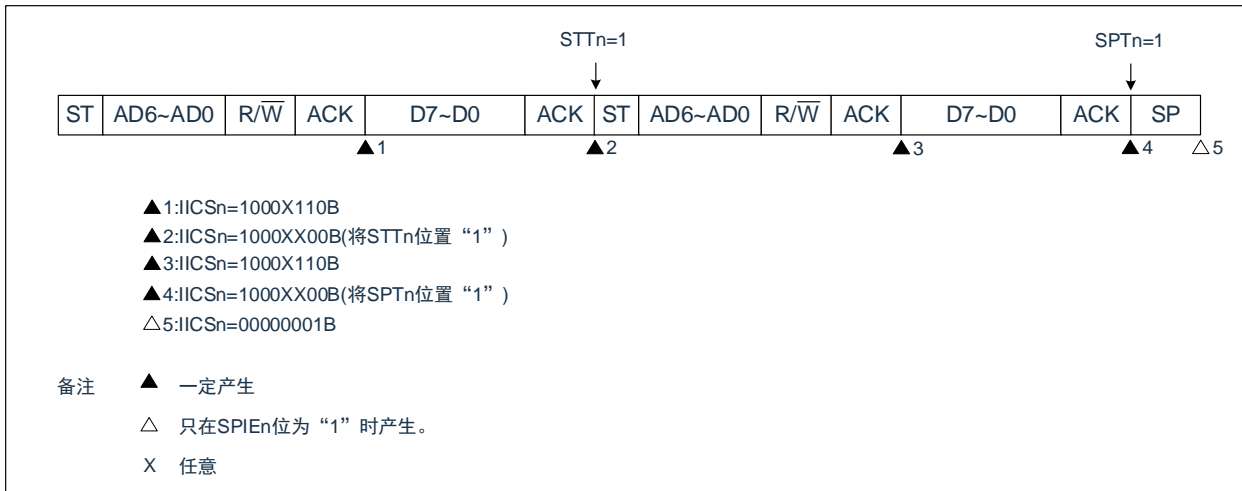 STTn=1 SPTn=1
ST AD6~AD0 R/W̅ ACK D7~D0 ACK ST AD6~AD0 R/W̅ ACK D7~D0 ACK SP
▲1 ▲2 ▲3 ▲4 △5
▲1:IICSn=1000X110B
▲2:IICSn=1000XX00B(将STTn位置“1”)
▲3:IICSn=1000X110B
▲4:IICSn=1000XX00B(将SPTn位置“1”)
△5:IICSn=00000001B
备注 ▲ 一定产生
△ 只在SPIEn位为“1”时产生。
X 任意